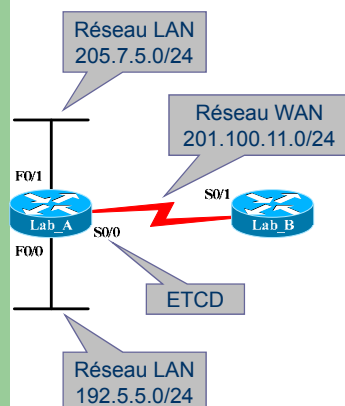 Réseau LAN
205.7.5.0/24
Réseau WAN
201.100.11.0/24
F0/1
S0/1
Lab_A
Lab_B
S0/0
F0/0
ETCD
Réseau LAN
192.5.5.0/24